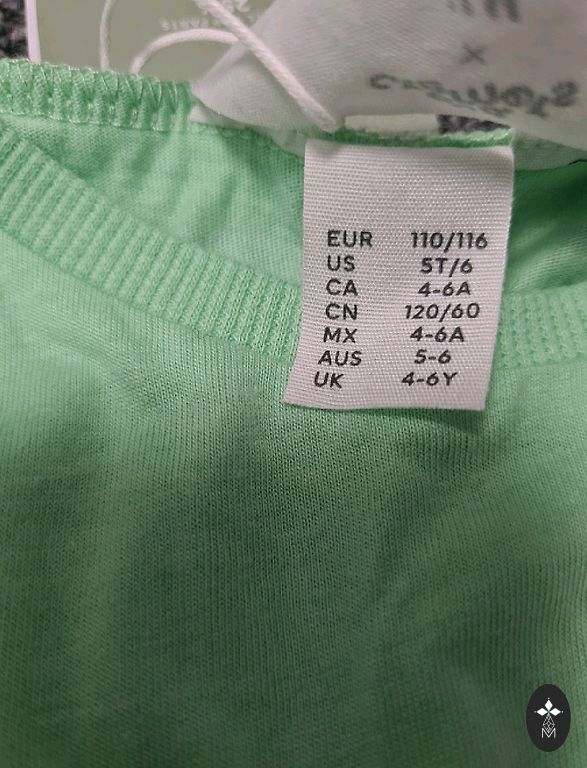 EUR 110/116
US 5T/6
CA 4-6A
CN 120/60
MX 4-6A
AUS 5-6
UK 4-6Y